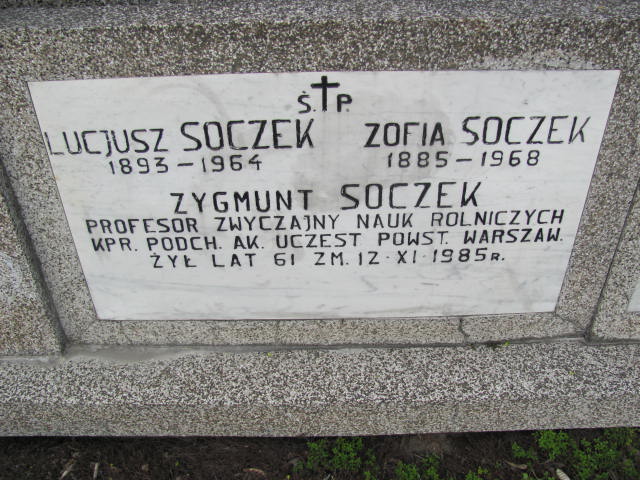 Ś.P.
LUCJUSZ SOCZEK ZOFIA SOCZEK
1893-1964 1885-1968
ZYGMUNT SOCZEK
PROFESOR ZWYCZAJNY NAUK ROLNICZYCH
KPR. PODCH. AK. UCZEST POWST. WARSZAW.
ŻYŁ LAT 61 ZM. 12·XI·1985R.